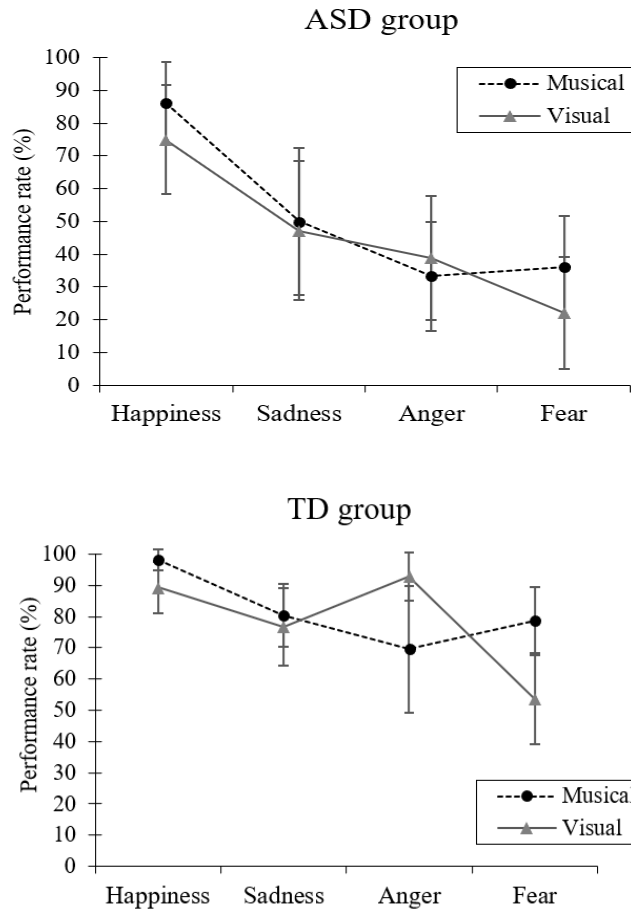 ASD group
100
90
80
70
60
50
40
30
20
10
0
Performance rate (%)
Musical
Visual
Happiness Sadness Anger Fear
TD group
100
90
80
70
60
50
40
30
20
10
0
Performance rate (%)
Musical
Visual
Happiness Sadness Anger Fear